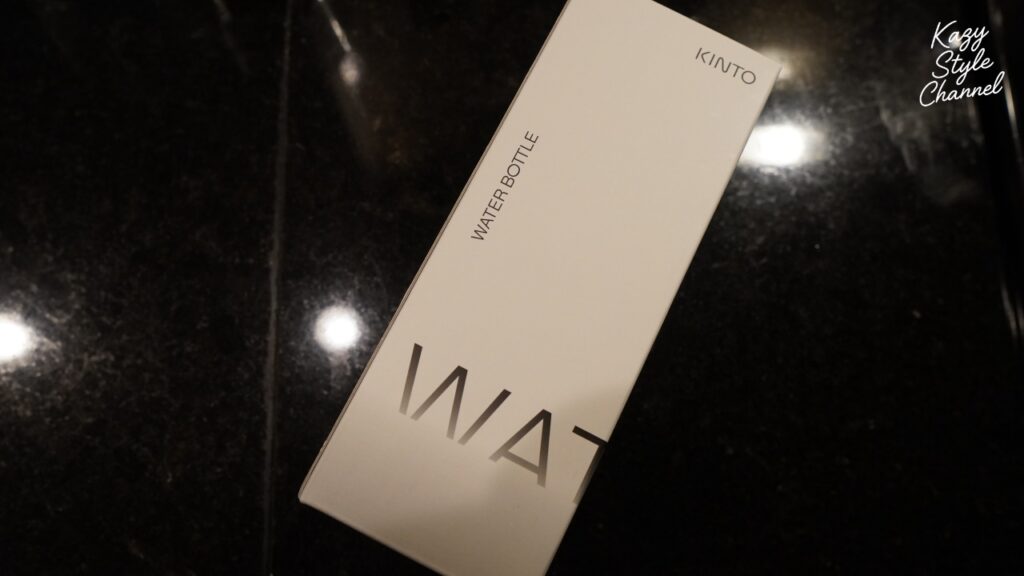 Kazy
Style
Channel
KINTO
WATER BOTTLE
WAT